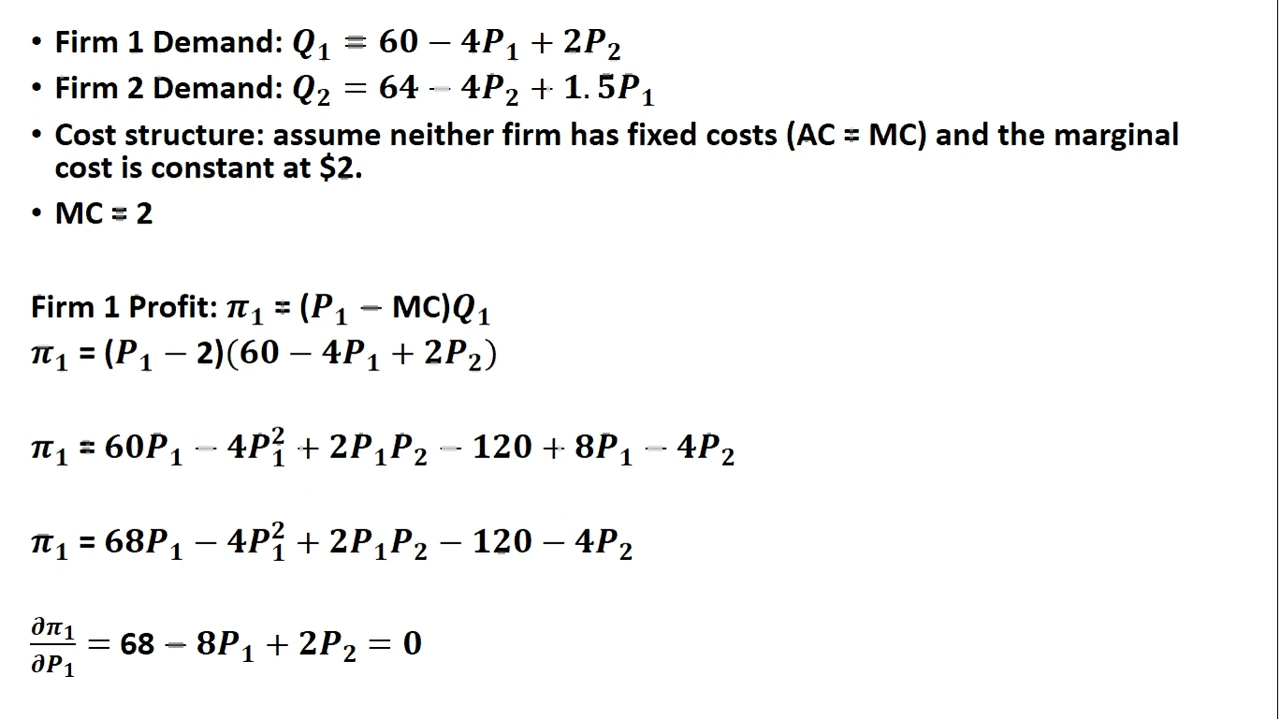 • Firm 1 Demand: Q₁ = 60 − 4P₁ + 2P₂
• Firm 2 Demand: Q₂ = 64 − 4P₂ + 1.5P₁
• Cost structure: assume neither firm has fixed costs (AC = MC) and the marginal
cost is constant at $2.
• MC = 2
Firm 1 Profit: π₁ = (P₁ − MC)Q₁
π₁ = (P₁ − 2)(60 − 4P₁ + 2P₂)
π₁ = 60P₁ − 4P₁² + 2P₁P₂ − 120 + 8P₁ − 4P₂
π₁ = 68P₁ − 4P₁² + 2P₁P₂ − 120 − 4P₂
∂π₁/∂P₁ = 68 − 8P₁ + 2P₂ = 0